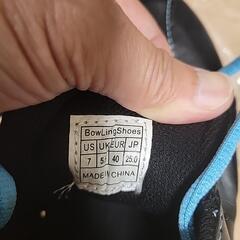 BowLingShoes
US UK EUR JP
7 5 40 25.0
MADE IN CHINA